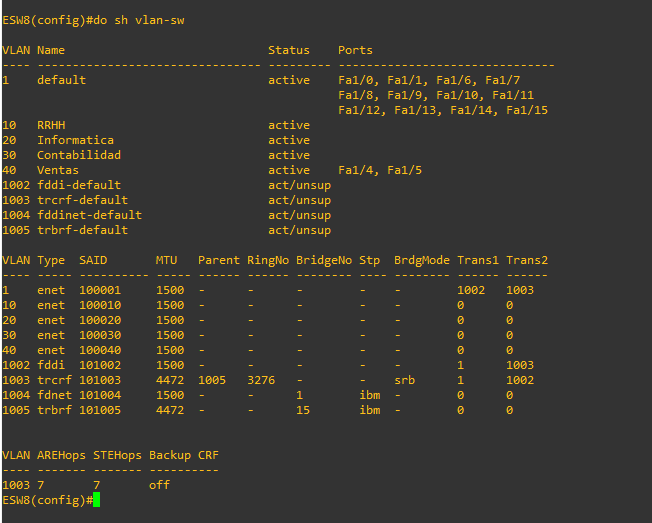 ESW8(config)#do sh vlan-sw

VLAN Name                             Status    Ports
---- -------------------------------- --------- -------------------------------
1    default                          active    Fa1/0, Fa1/1, Fa1/6, Fa1/7
                                                Fa1/8, Fa1/9, Fa1/10, Fa1/11
                                                Fa1/12, Fa1/13, Fa1/14, Fa1/15
10   RRHH                             active
20   Informatica                      active
30   Contabilidad                     active
40   Ventas                           active    Fa1/4, Fa1/5
1002 fddi-default                     act/unsup
1003 trcrf-default                    act/unsup
1004 fddinet-default                  act/unsup
1005 trbrf-default                    act/unsup

VLAN Type  SAID       MTU   Parent RingNo BridgeNo Stp  BrdgMode Trans1 Trans2
---- ----- ---------- ----- ------ ------ -------- ---- -------- ------ ------
1    enet  100001     1500  -      -      -        -    -        1002   1003
10   enet  100010     1500  -      -      -        -    -        0      0
20   enet  100020     1500  -      -      -        -    -        0      0
30   enet  100030     1500  -      -      -        -    -        0      0
40   enet  100040     1500  -      -      -        -    -        0      0
1002 fddi  101002     1500  -      -      -        -    -        1      1003
1003 trcrf 101003     4472  1005   3276   -        -    srb      1      1002
1004 fdnet 101004     1500  -      -      1        ibm  -        0      0
1005 trbrf 101005     4472  -      -      15       ibm  -        0      0

VLAN AREHops STEHops Backup CRF
---- ------- ------- ----------
1003 7       7       off
ESW8(config)#